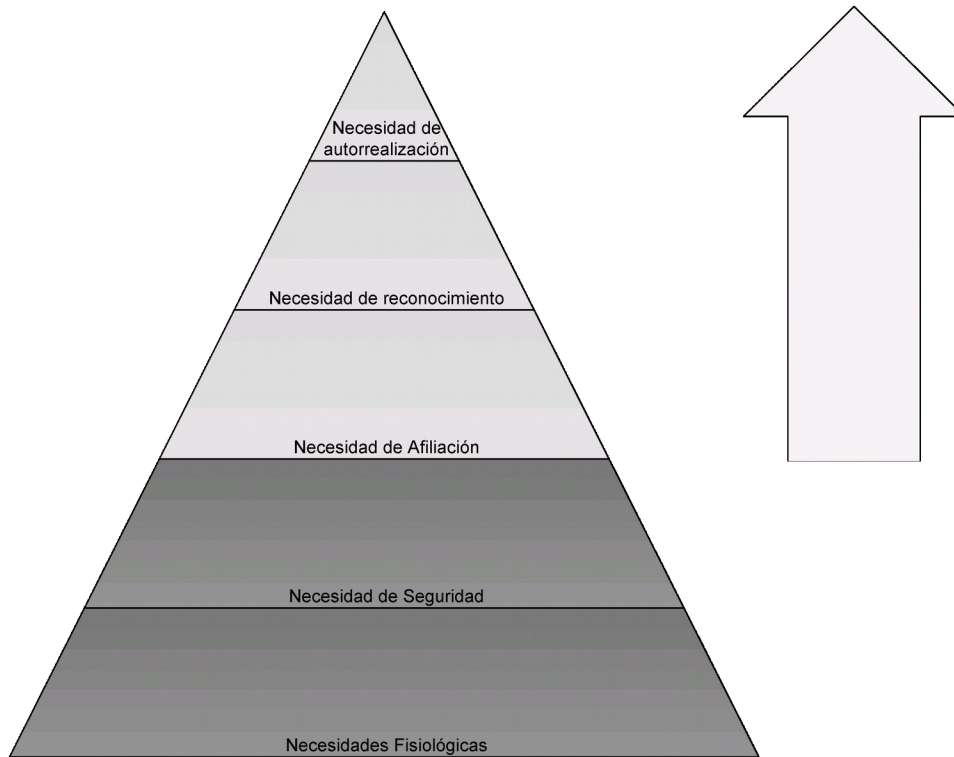 Necesidad de
autorrealización
Necesidad de reconocimiento
Necesidad de Afiliación
Necesidad de Seguridad
Necesidades Fisiológicas